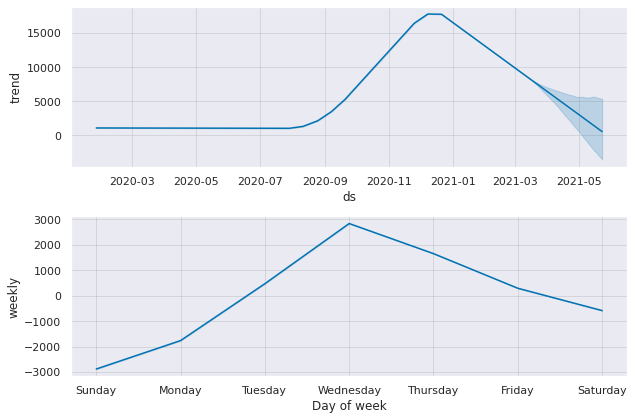 15000
10000
5000
0
trend
2020-03 2020-05 2020-07 2020-09 2020-11 2021-01 2021-03 2021-05
ds
3000
2000
1000
0
−1000
−2000
−3000
weekly
Sunday Monday Tuesday Wednesday Thursday Friday Saturday
Day of week